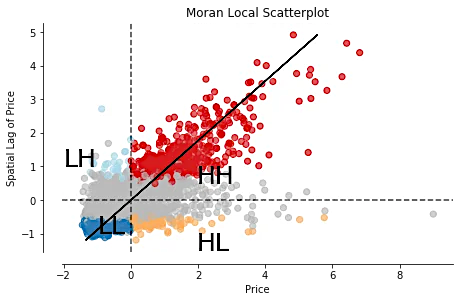 Moran Local Scatterplot
5
4
3
2
1
0
−1
Spatial Lag of Price
LH
HH
LL
HL
−2 0 2 4 6 8
Price